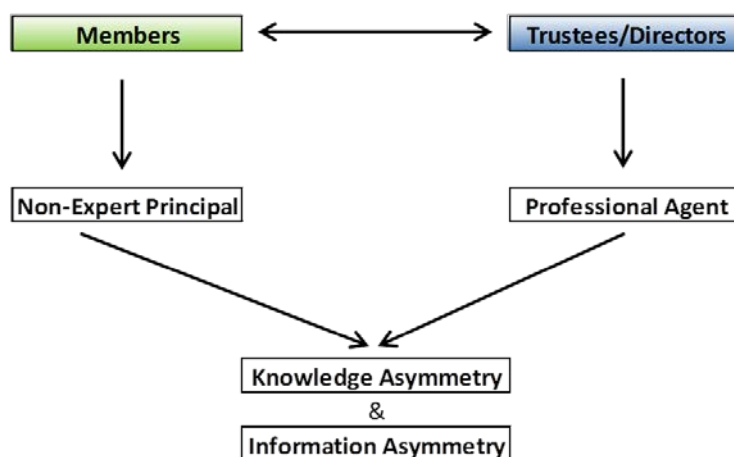 Members
Trustees/Directors
Non-Expert Principal
Professional Agent
Knowledge Asymmetry
&
Information Asymmetry